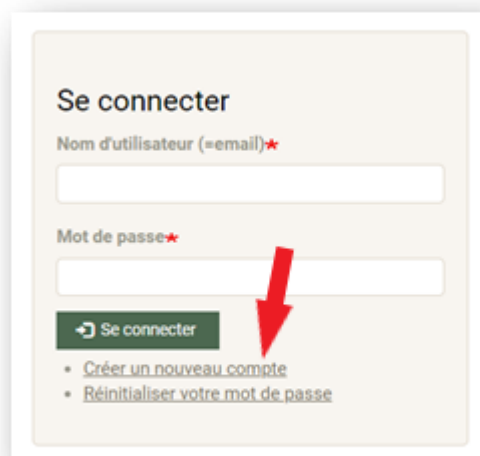 Se connecter
Nom d'utilisateur (=email)*
Mot de passe*
Se connecter
• Créer un nouveau compte
• Réinitialiser votre mot de passe